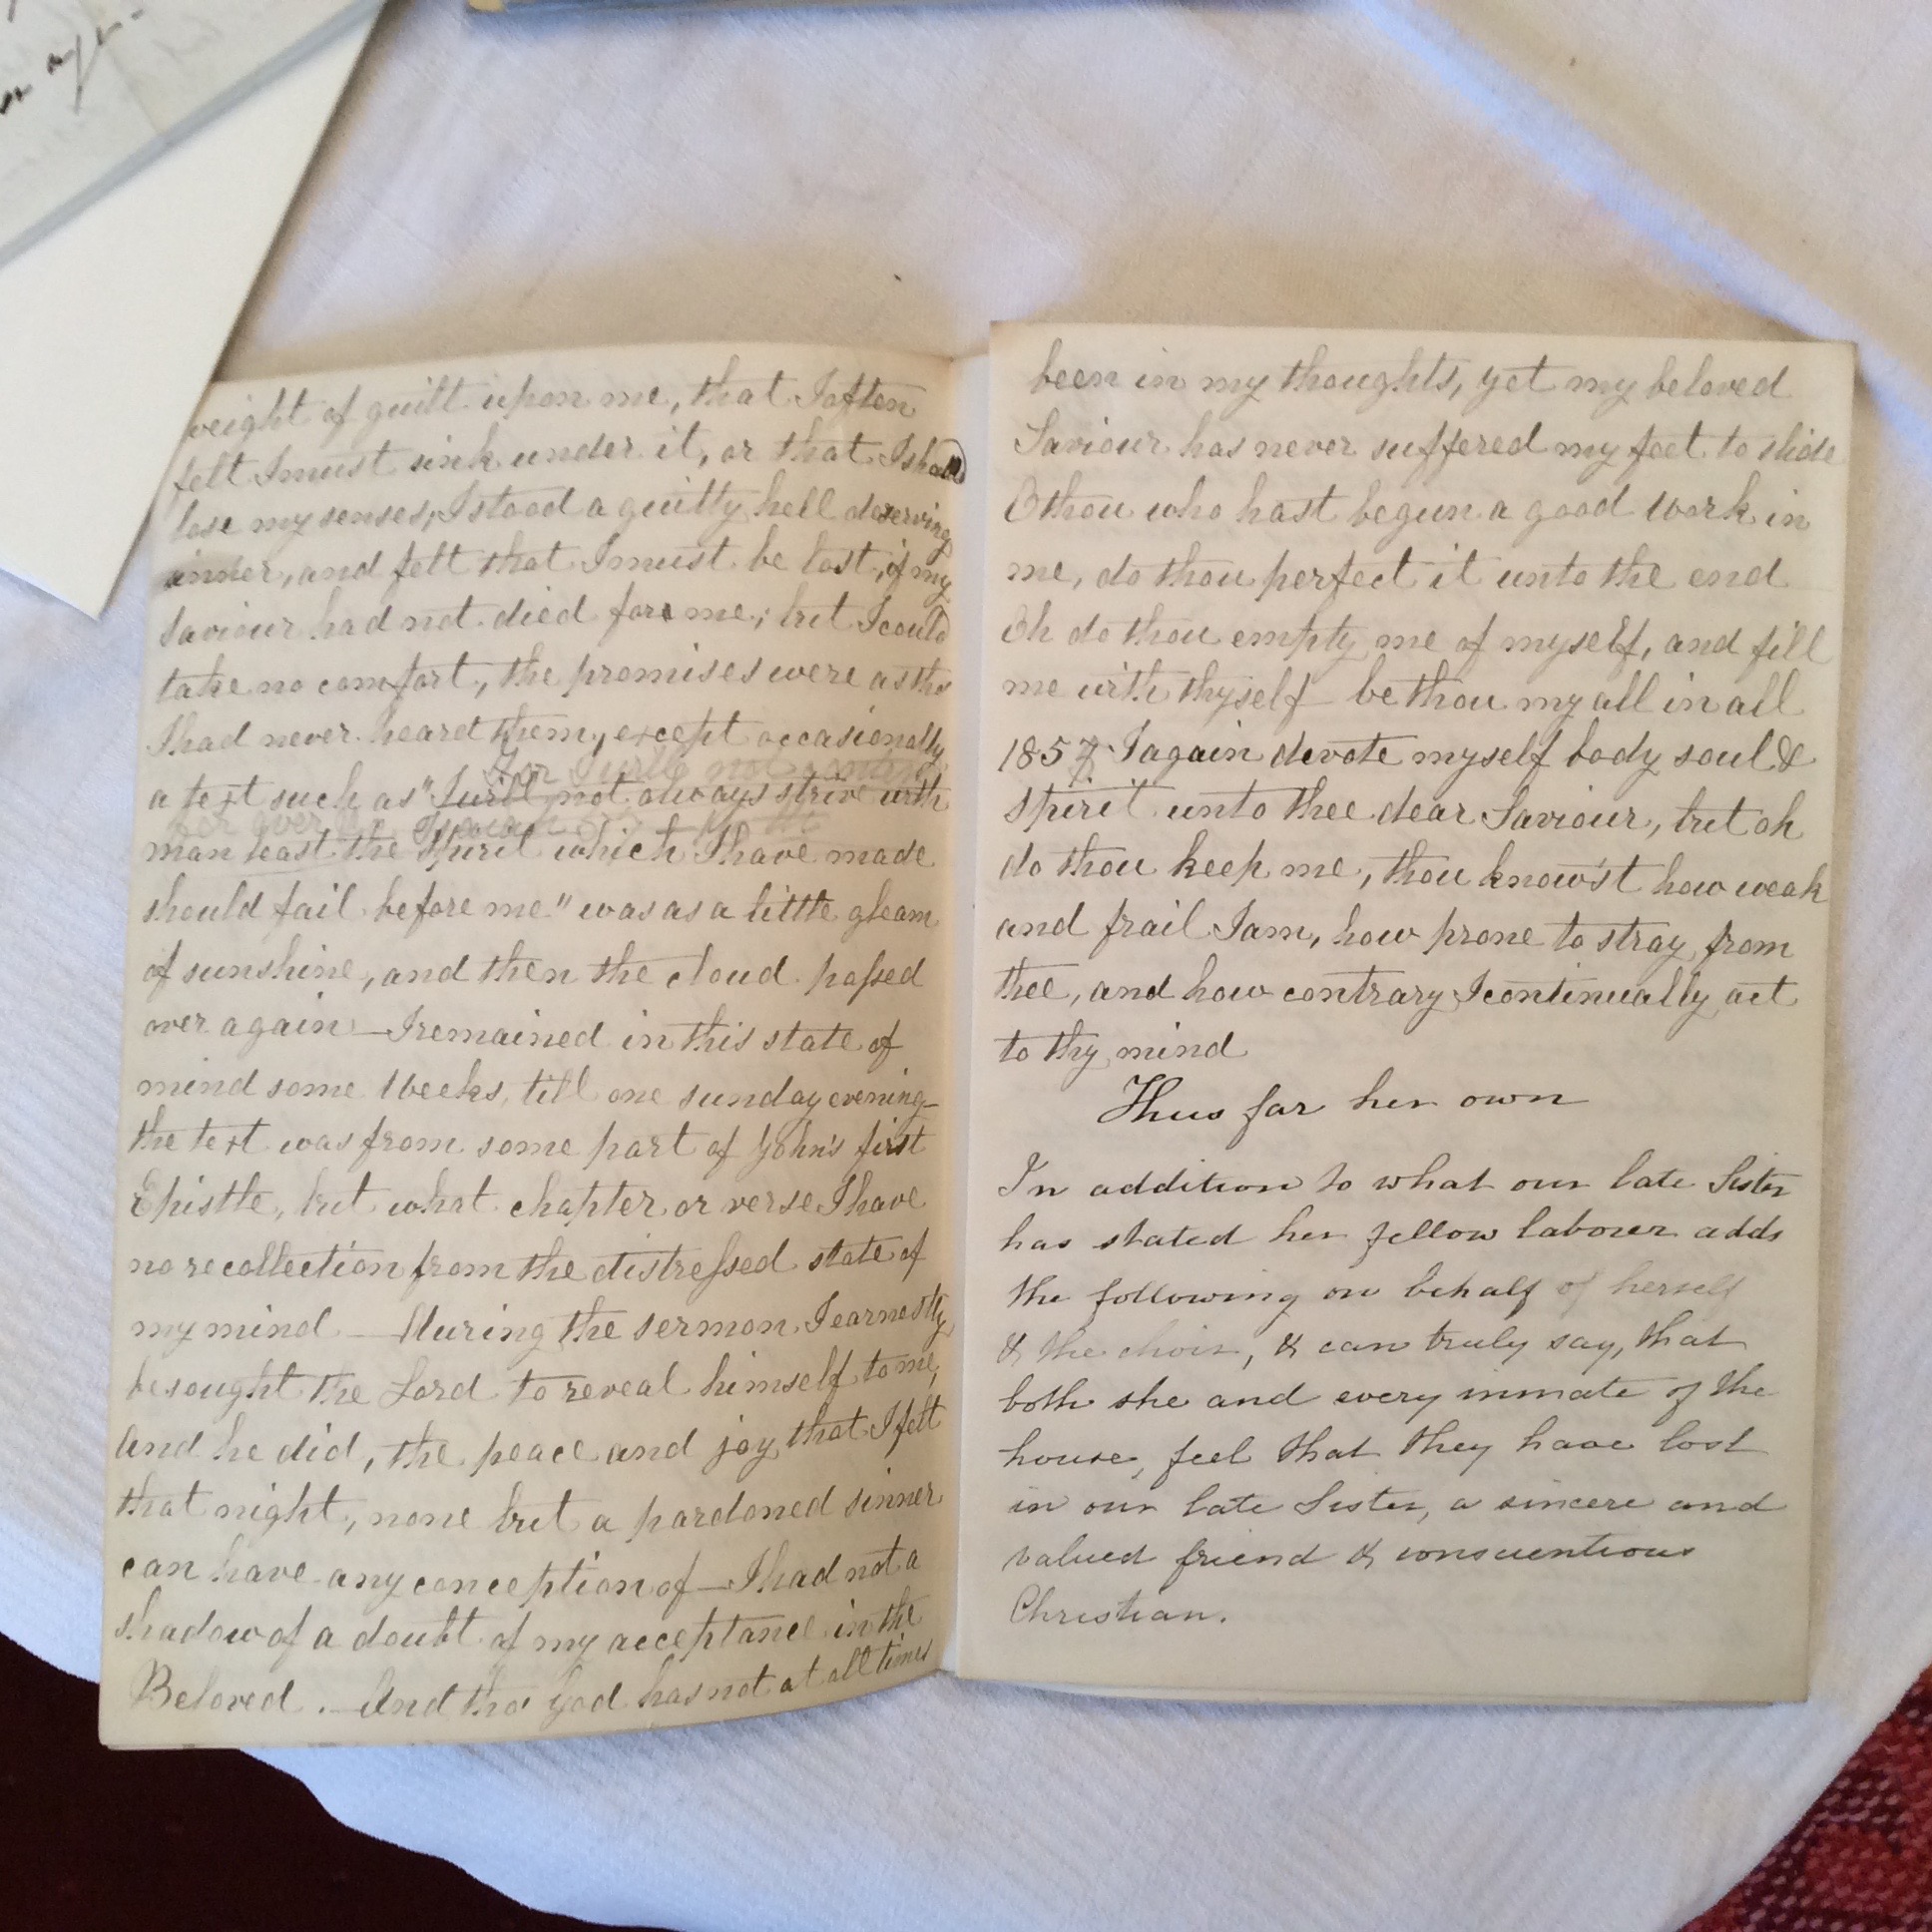 weight of guilt upon me, that I often
felt I must sink under it, or that I should
lose my senses, I stood a guilty hell deserving
sinner, and felt that I must be lost, if my
Saviour had not died for me; but I could
take no comfort, the promises were as tho
I had never heard them, except occasionally
For I will not contend
a text such as "I will not always strive with
for ever
man least the Spirit which I have made
should fail before me" was as a little gleam
of sunshine, and then the cloud passed
over again — I remained in this state of
mind some weeks, till one sunday evening—
the text was from some part of John's first
Epistle, but what chapter or verse I have
no recollection from the distressed state of
my mind — During the sermon I earnestly
besought the Lord to reveal himself to me,
And he did, the peace and joy that I felt
that night, none but a pardoned sinner
can have any conception of — I had not a
shadow of a doubt of my acceptance in the
Beloved. — And tho' God has not at all times
been in my thoughts, yet my beloved
Saviour has never suffered my feet to slide
O thou who hast begun a good work in
me, do thou perfect it unto the end
Oh do thou empty me of myself, and fill
me with thyself — be thou my all in all
1857 I again devote myself body soul &
spirit unto thee dear Saviour, but oh
do thou keep me, thou know'st how weak
and frail I am, how prone to stray from
thee, and how contrary I continually act
to thy mind
Thus far her own
In addition to what our late Sister
has stated her fellow labourer adds
the following on behalf of herself
& the choir, & can truly say, that
both she and every inmate of the
house, feel that they have lost
in our late Sister, a sincere and
valued friend & conscientious
Christian.